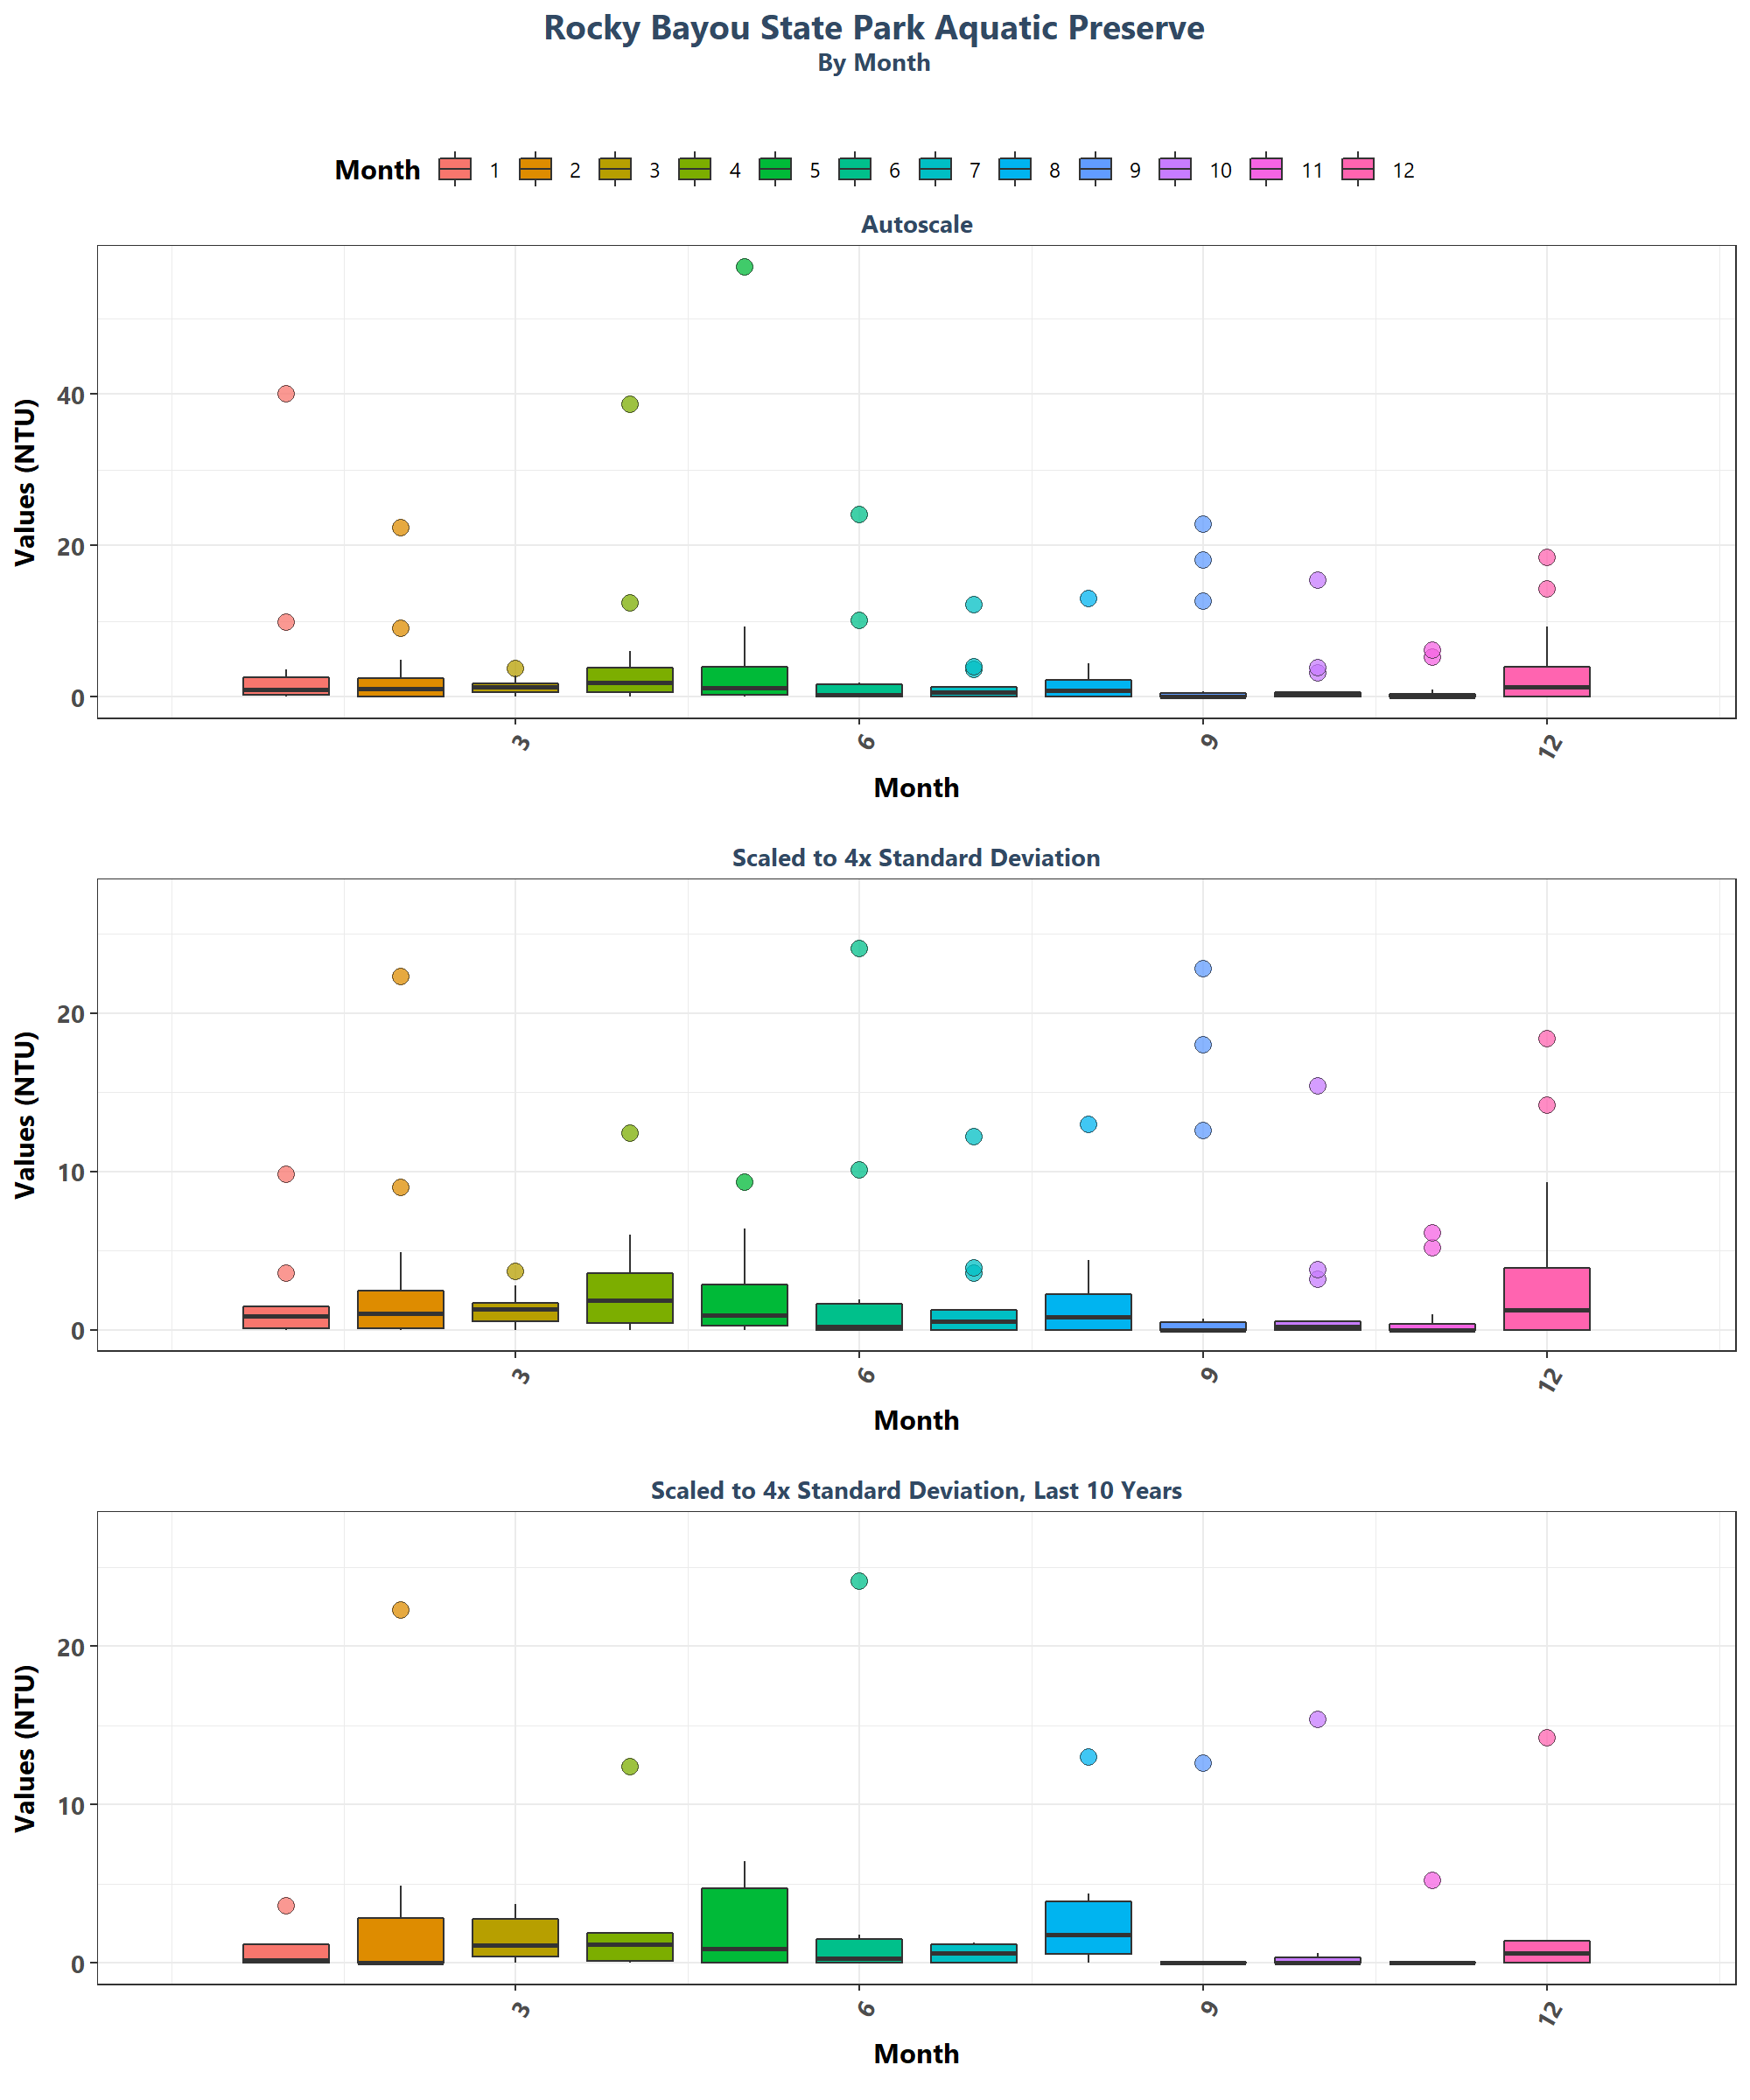 Rocky Bayou State Park Aquatic Preserve
By Month
Month 1 2 3 4 5 6 7 8 9 10 11 12
Autoscale
Values (NTU)
40
20
0
3 6 9 12
Month
Scaled to 4x Standard Deviation
Values (NTU)
20
10
0
3 6 9 12
Month
Scaled to 4x Standard Deviation, Last 10 Years
Values (NTU)
20
10
0
3 6 9 12
Month